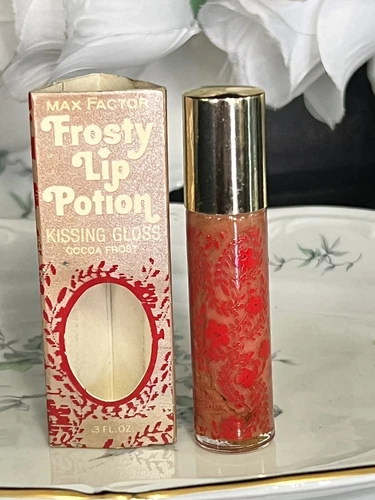 MAX FACTOR
Frosty
Lip
Potion
KISSING GLOSS
COCOA FROST
.3 FL. OZ.